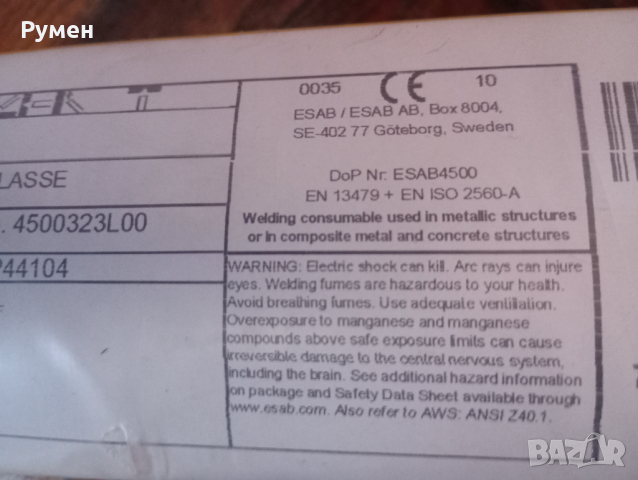 Румен
0035 CE 10
ESAB / ESAB AB, Box 8004,
SE-402 77 Göteborg, Sweden
LASSE
DoP Nr: ESAB4500
EN 13479 + EN ISO 2560-A
. 4500323L00
Welding consumable used in metallic structures
or in composite metal and concrete structures
44104
WARNING: Electric shock can kill. Arc rays can injure
eyes. Welding fumes are hazardous to your health.
Avoid breathing fumes. Use adequate ventiliation.
Overexposure to manganese and manganese
compounds above safe exposure limits can cause
irreversible damage to the central nervous system,
including the brain. See additional hazard information
on package and Safety Data Sheet available through
www.esab.com. Also refer to AWS: ANSI Z40.1.
BAZAR